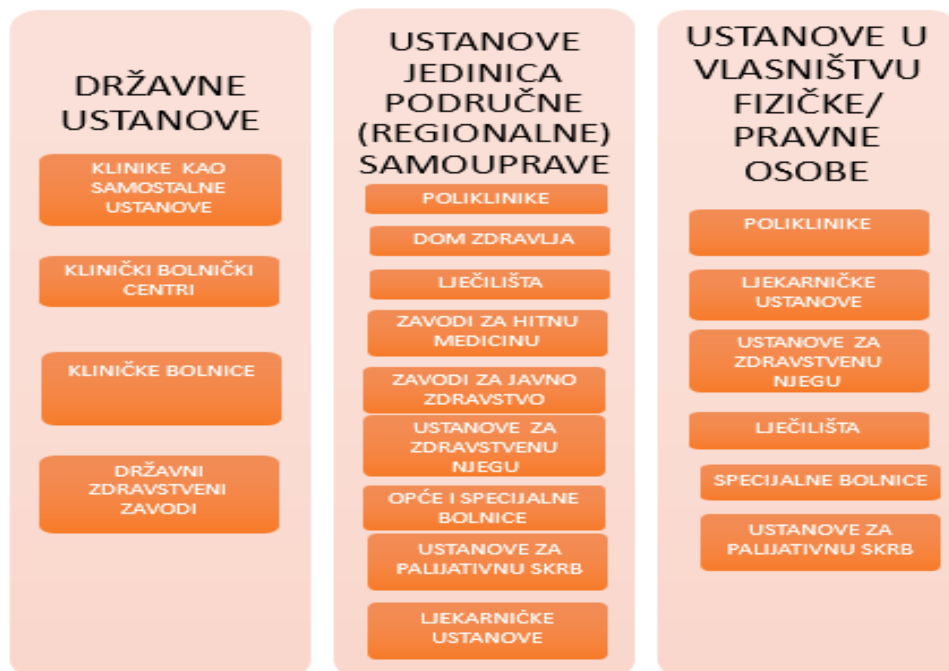 DRŽAVNE
USTANOVE
KLINIKE KAO
SAMOSTALNE
USTANOVE
KLINIČKI BOLNIČKI
CENTRI
KLINIČKE BOLNICE
DRŽAVNI
ZDRAVSTVENI
ZAVODI
USTANOVE
JEDINICA
PODRUČNE
(REGIONALNE)
SAMOUPRAVE
POLIKLINIKE
DOM ZDRAVLJA
LJEČILIŠTA
ZAVODI ZA HITNU
MEDICINU
ZAVODI ZA JAVNO
ZDRAVSTVO
USTANOVE ZA
ZDRAVSTVENU
NJEGU
OPĆE I SPECIJALNE
BOLNICE
USTANOVE ZA
PALIJATIVNU SKRB
LJEKARNIČKE
USTANOVE
USTANOVE U
VLASNIŠTVU
FIZIČKE/
PRAVNE
OSOBE
POLIKLINIKE
LJEKARNIČKE
USTANOVE
USTANOVE ZA
ZDRAVSTVENU
NJEGU
LJEČILIŠTA
SPECIJALNE BOLNICE
USTANOVE ZA
PALIJATIVNU SKRB